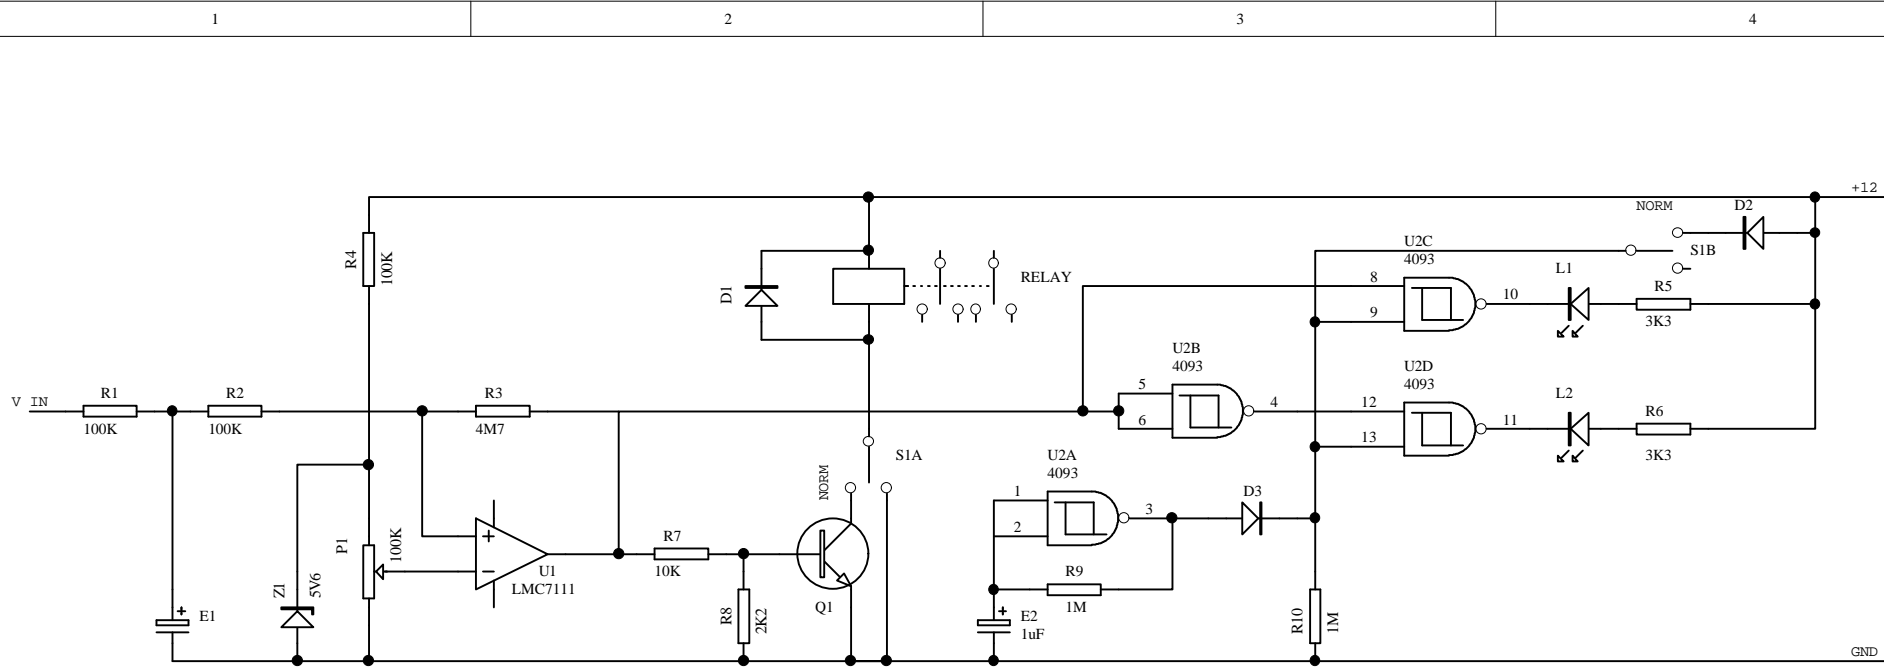 1 2 3 4
+12
NORM D2
S1B
U2C
4093
R4
100K
D1
RELAY
8
9
10
L1
R5
3K3
U2B
4093
5
6
4
U2D
4093
12
13
11
L2
R6
3K3
V IN
R1
100K
R2
100K
R3
4M7
S1A
NORM
U2A
4093
1
2
3
D3
P1
100K
+
−
U1
LMC7111
R7
10K
Q1
R8
2K2
Z1
5V6
+
E1
R9
1M
+
E2
1uF
R10
1M
GND